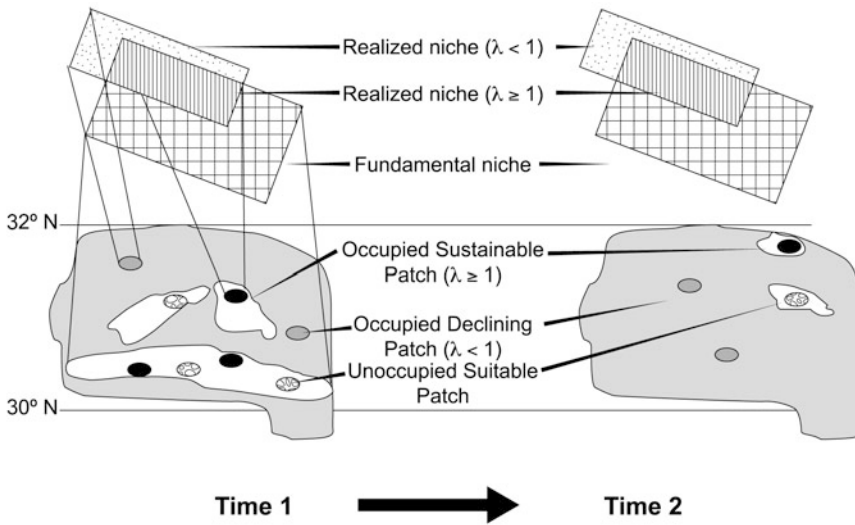 Realized niche (λ < 1)
Realized niche (λ ≥ 1)
Fundamental niche
32º N
Occupied Sustainable
Patch (λ ≥ 1)
Occupied Declining
Patch (λ < 1)
Unoccupied Suitable
Patch
30º N
Time 1
Time 2